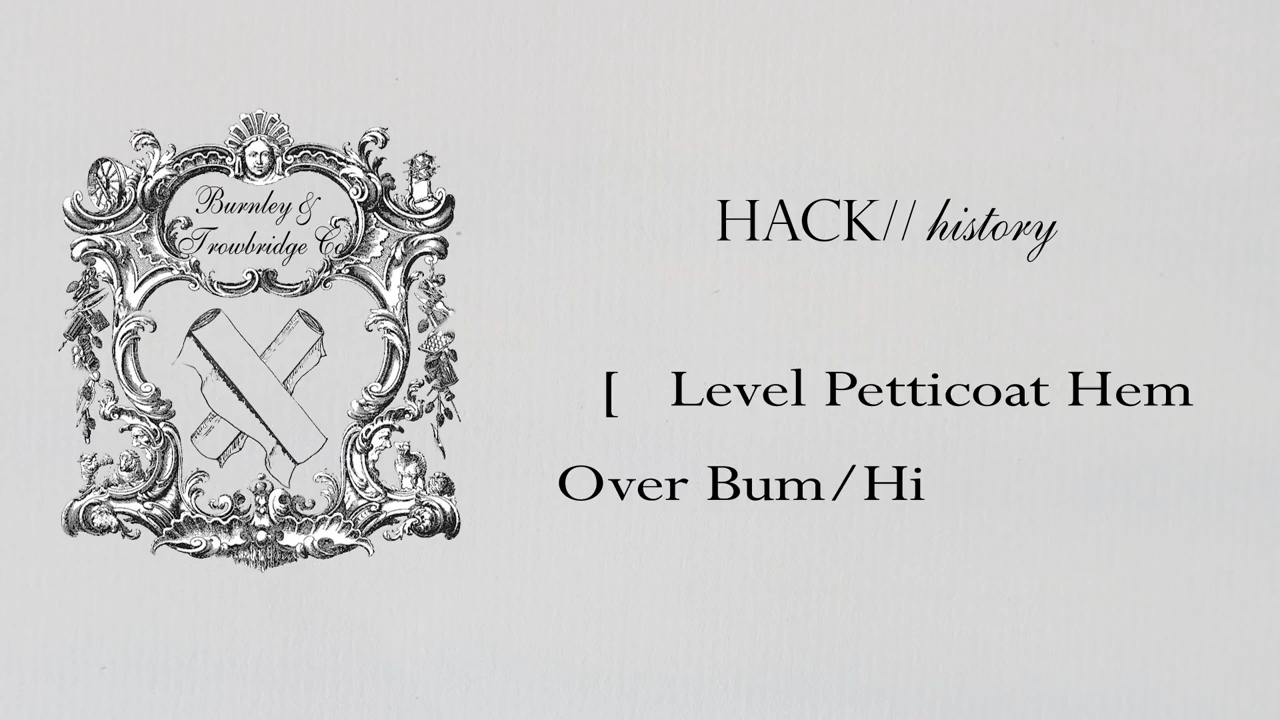 Burnley &
Trowbridge Co
HACK// history
[ Level Petticoat Hem
Over Bum/Hi